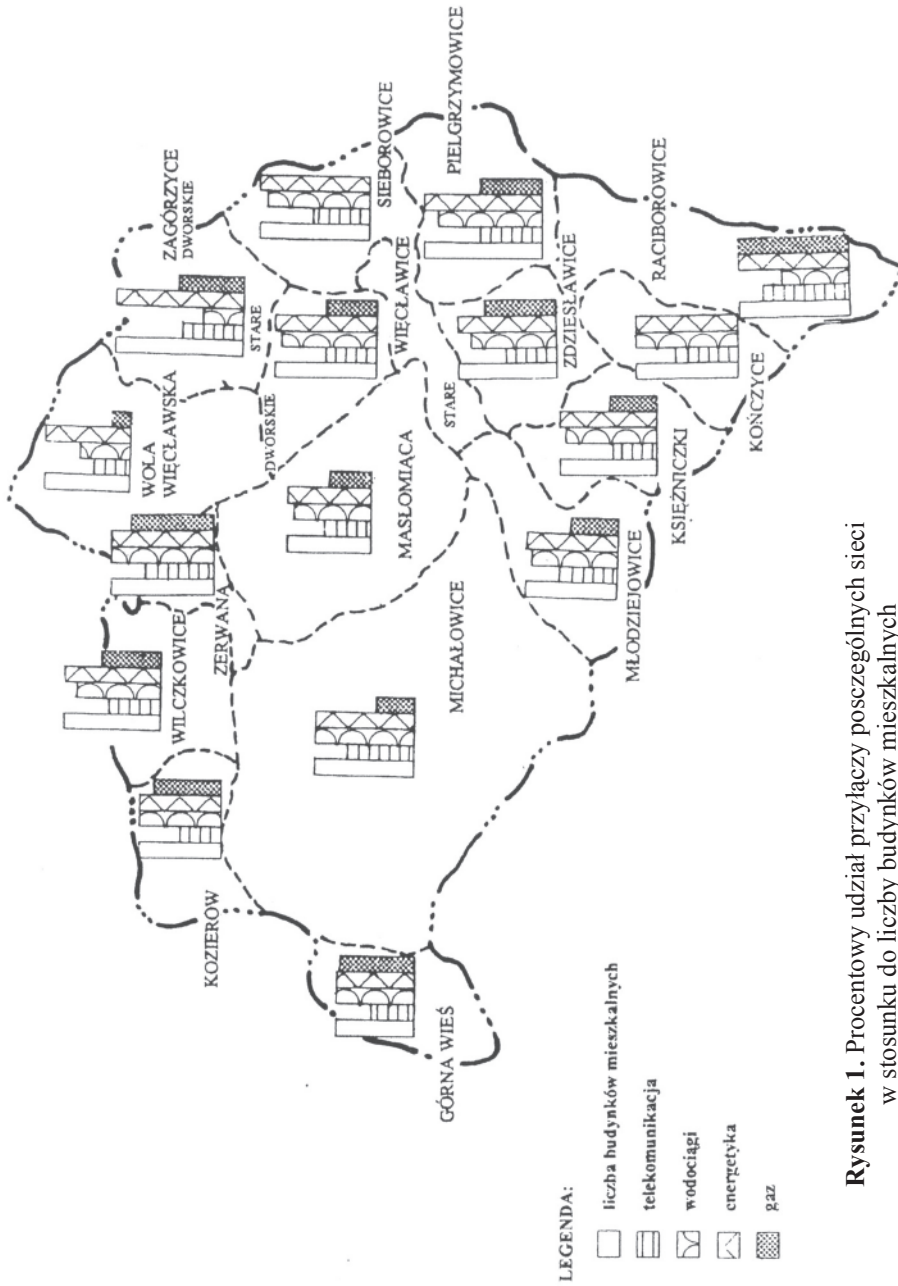 ZAGÓRZYCE
DWORSKIE
STARE
WOLA
WIĘCŁAWSKA
SIEBOROWICE
PIELGRZYMOWICE
WIĘCŁAWICE
DWORSKIE
STARE
ZDZIESŁAWICE
RACIBOROWICE
KOŃCZYCE
KSIĘŻNICZKI
MŁODZIEJOWICE
MASŁOMIĄCA
MICHAŁOWICE
ZERWANA
WILCZKOWICE
KOZIERÓW
GÓRNA WIEŚ
LEGENDA:
liczba budynków mieszkalnych
telekomunikacja
wodociągi
energetyka
gaz
Rysunek 1. Procentowy udział przyłączy posczególnych sieci
w stosunku do liczby budynków mieszkalnych